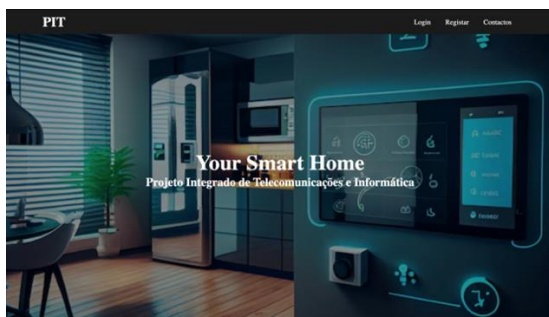 PIT
Login Registar Contactos
Your Smart Home
Projeto Integrado de Telecomunicações e Informática